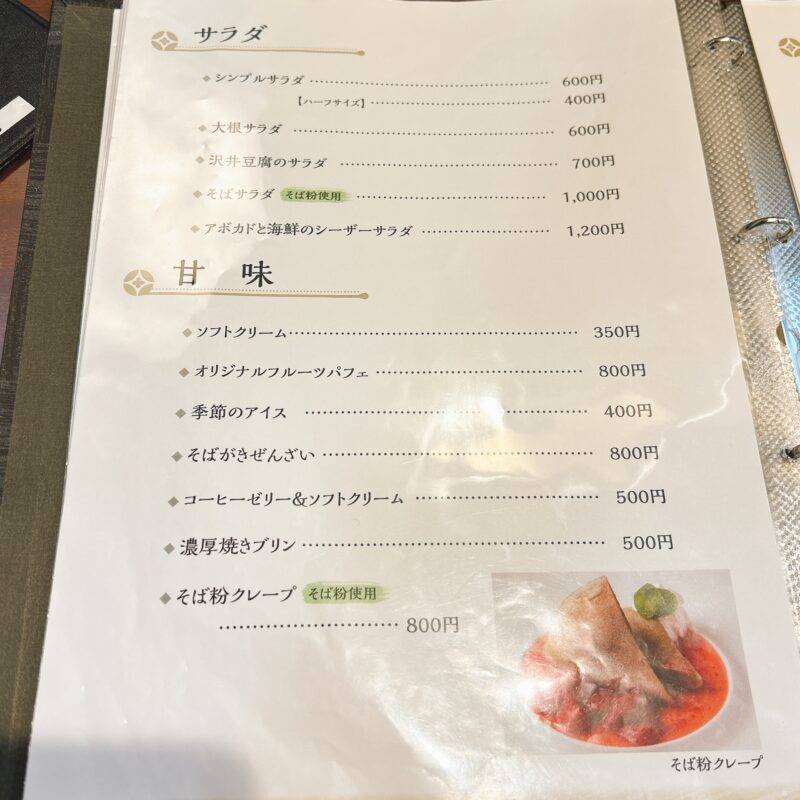 サラダ
シンプルサラダ 600円
【ハーフサイズ】 400円
大根サラダ 600円
沢井豆腐のサラダ 700円
そばサラダ そば粉使用 1,000円
アボカドと海鮮のシーザーサラダ 1,200円
甘 味
ソフトクリーム 350円
オリジナルフルーツパフェ 800円
季節のアイス 400円
そばがきぜんざい 800円
コーヒーゼリー&ソフトクリーム 500円
濃厚焼きプリン 500円
そば粉クレープ そば粉使用
800円
そば粉クレープ